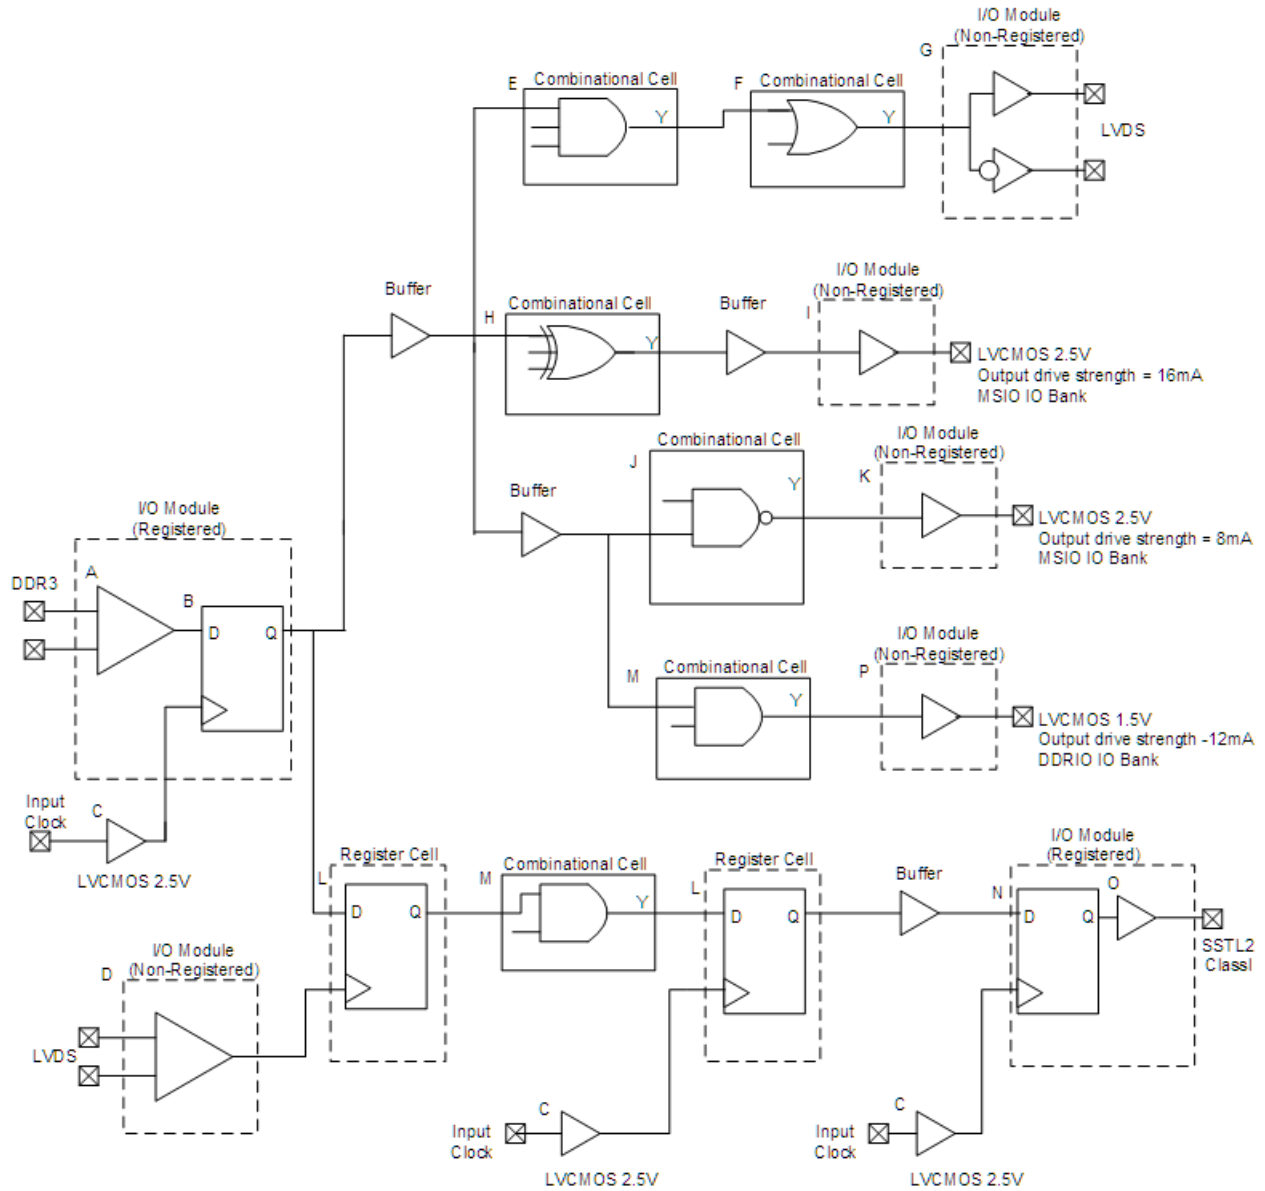 I/O Module
(Non-Registered)
G
E
Combinational Cell
Y
F
Combinational Cell
Y
LVDS
Buffer
H
Combinational Cell
Y
Buffer
I/O Module
(Non-Registered)
I
LVCMOS 2.5V
Output drive strength = 16mA
MSIO IO Bank
Buffer
J
Combinational Cell
Y
I/O Module
(Non-Registered)
K
LVCMOS 2.5V
Output drive strength = 8mA
MSIO IO Bank
I/O Module
(Registered)
DDR3
A
B
D
Q
M
Combinational Cell
Y
I/O Module
(Non-Registered)
P
LVCMOS 1.5V
Output drive strength -12mA
DDRIO IO Bank
Input
Clock
C
LVCMOS 2.5V
Register Cell
L
D
Q
M
Combinational Cell
Y
Register Cell
L
D
Q
Buffer
I/O Module
(Registered)
N
D
Q
O
SSTL2
ClassI
I/O Module
(Non-Registered)
D
LVDS
Input
Clock
C
LVCMOS 2.5V
Input
Clock
C
LVCMOS 2.5V